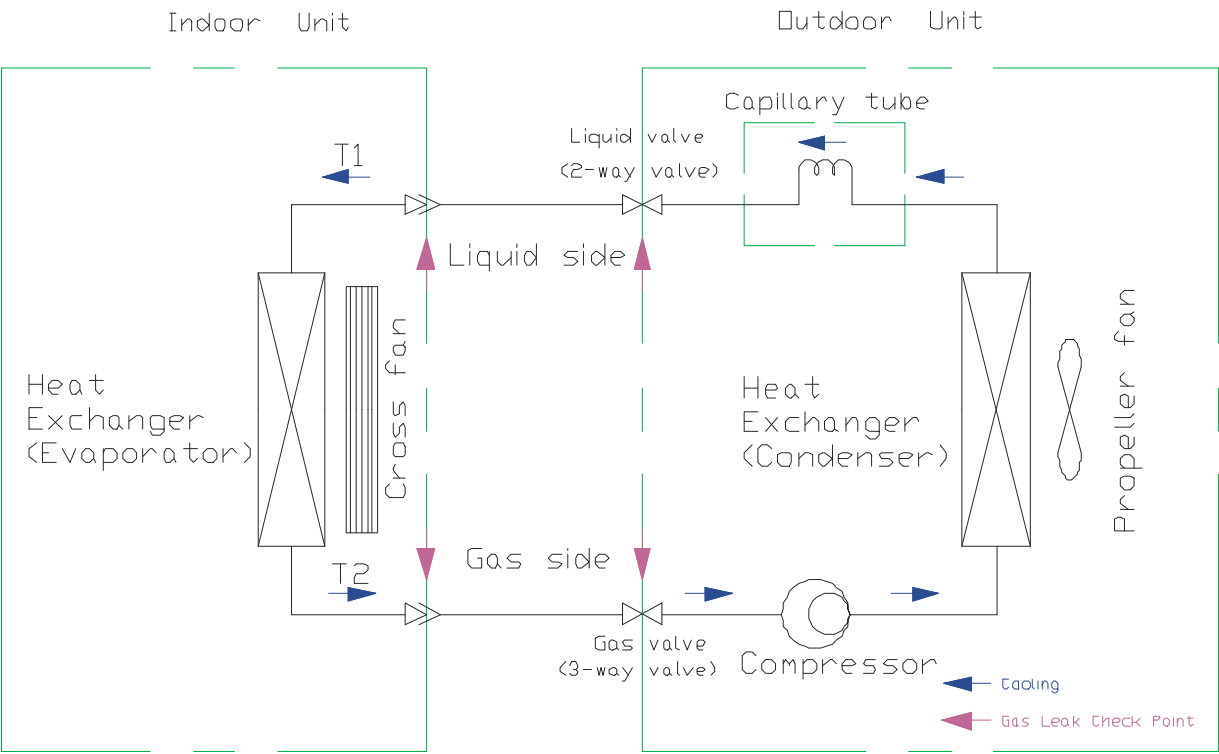 Indoor Unit
Outdoor Unit
Capillary tube
Liquid valve
(2-way valve)
T1
Liquid side
Heat
Exchanger
(Evaporator)
Cross fan
Heat
Exchanger
(Condenser)
Propeller fan
T2
Gas side
Gas valve
(3-way valve)
Compressor
Cooling
Gas Leak Check Point